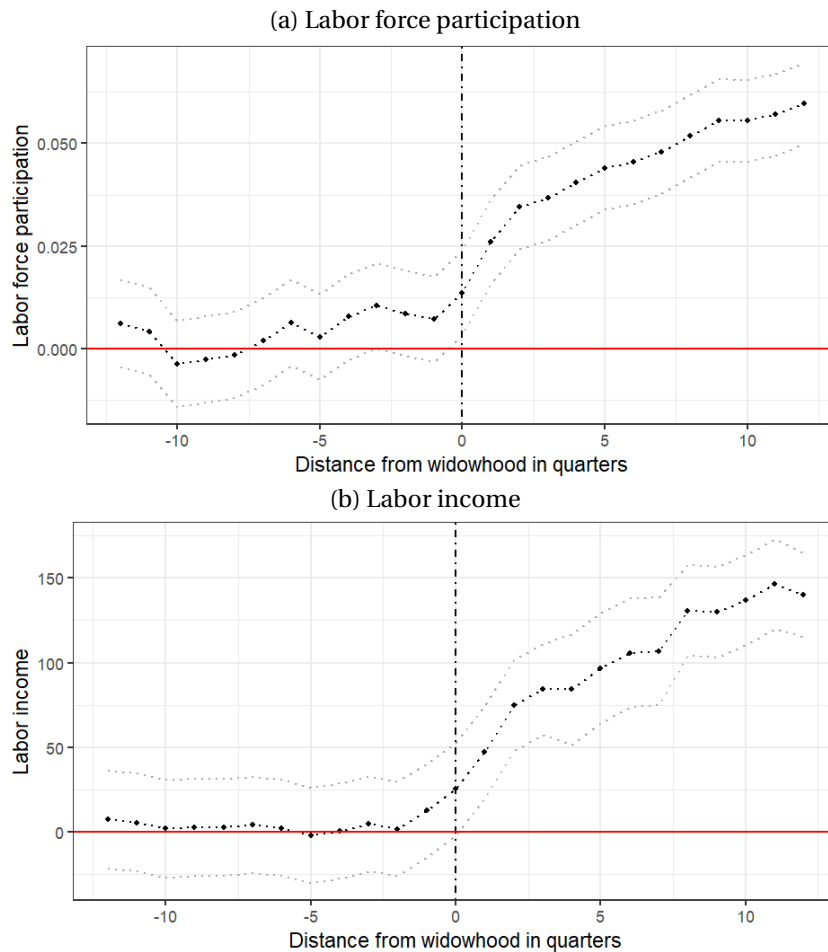 (a) Labor force participation
Labor force participation
0.050
0.025
0.000
-10 -5 0 5 10
Distance from widowhood in quarters
(b) Labor income
Labor income
150
100
50
0
-10 -5 0 5 10
Distance from widowhood in quarters